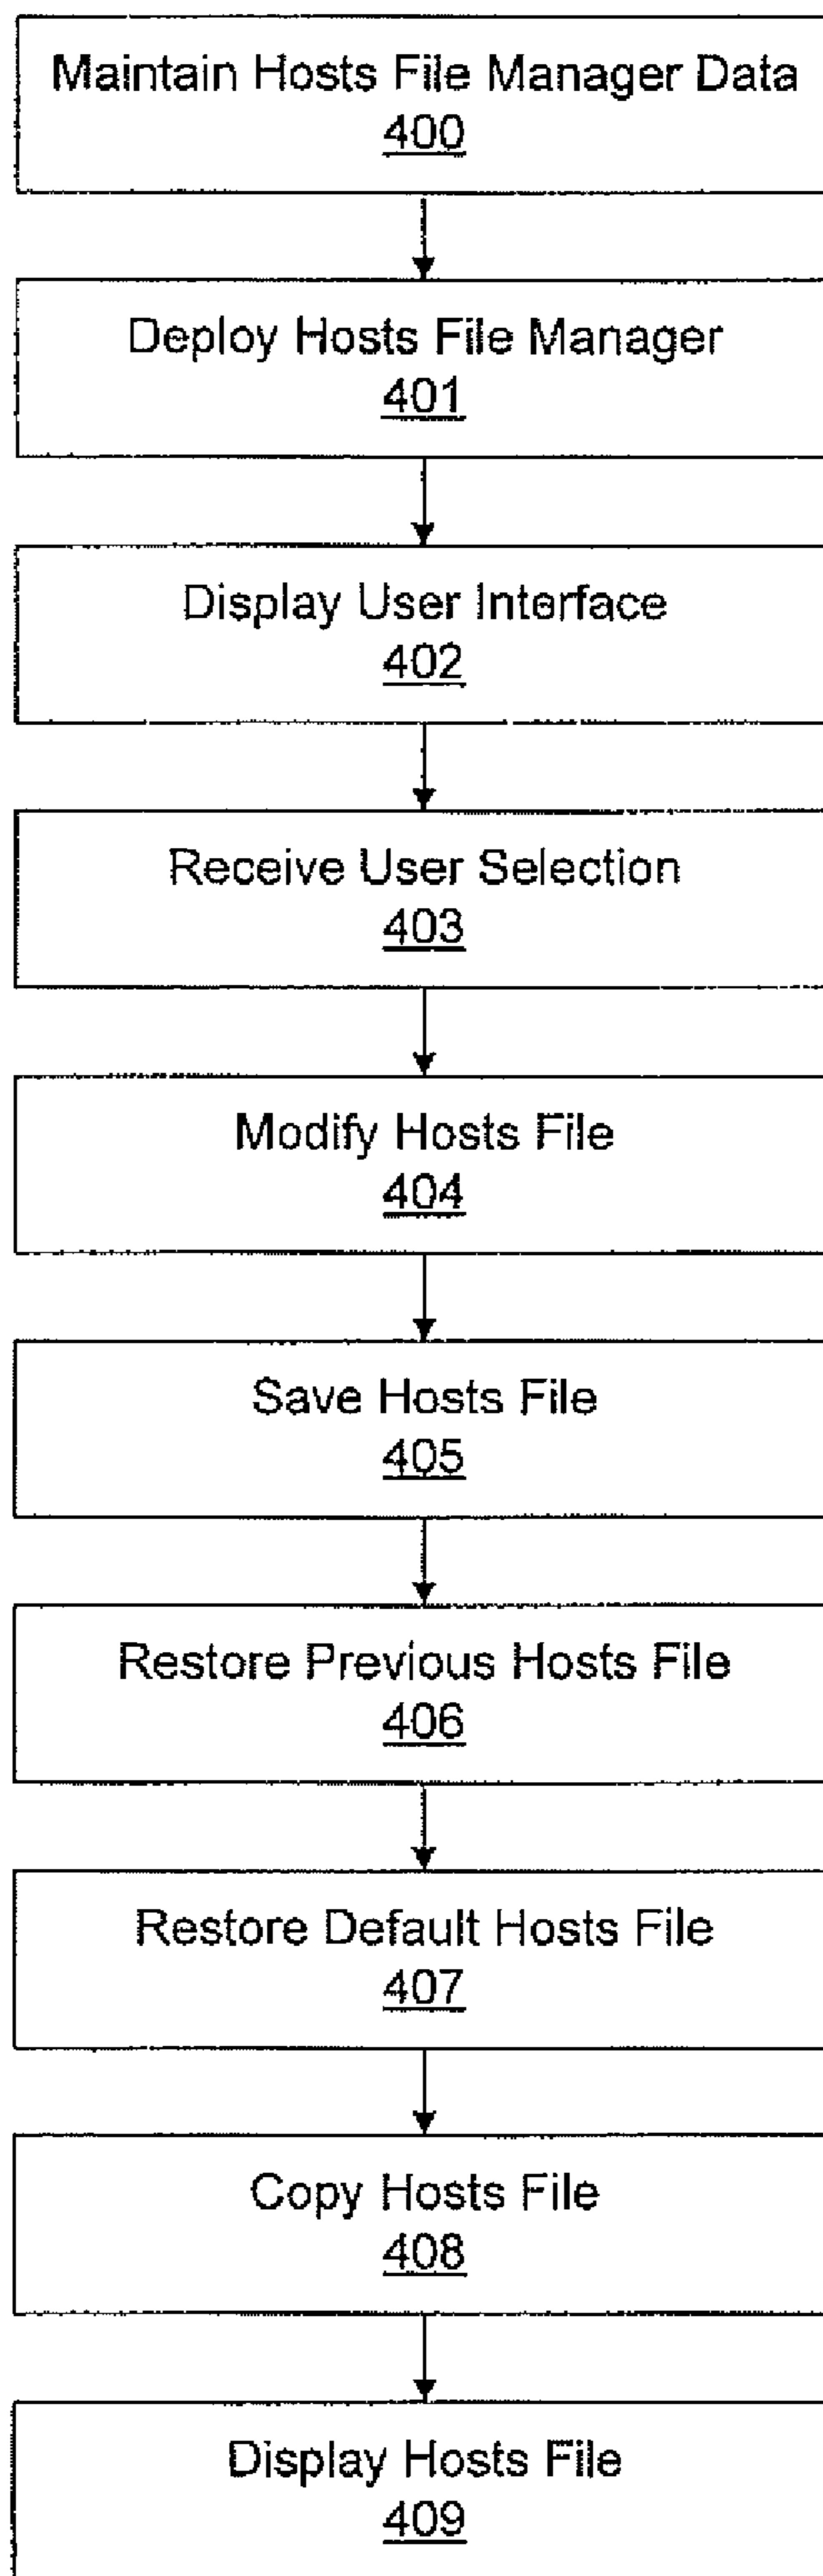 Maintain Hosts File Manager Data
400
Deploy Hosts File Manager
401
Display User Interface
402
Receive User Selection
403
Modify Hosts File
404
Save Hosts File
405
Restore Previous Hosts File
406
Restore Default Hosts File
407
Copy Hosts File
408
Display Hosts File
409